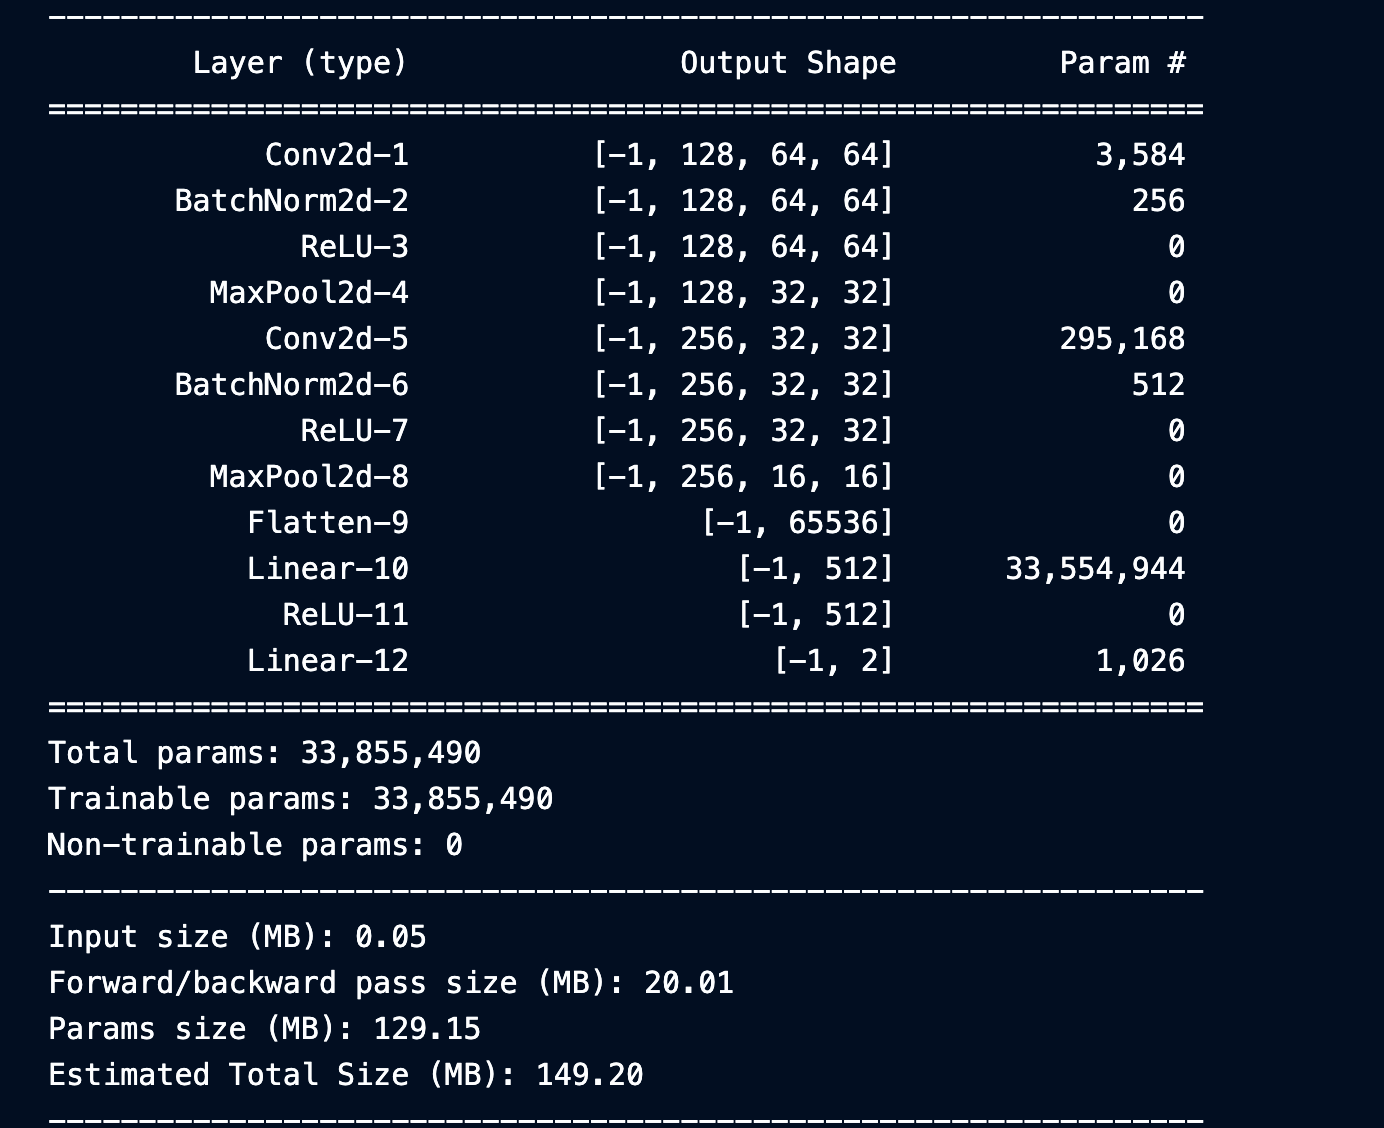 ----------------------------------------------------------------
Layer (type) Output Shape Param #
================================================================
Conv2d-1 [-1, 128, 64, 64] 3,584
BatchNorm2d-2 [-1, 128, 64, 64] 256
ReLU-3 [-1, 128, 64, 64] 0
MaxPool2d-4 [-1, 128, 32, 32] 0
Conv2d-5 [-1, 256, 32, 32] 295,168
BatchNorm2d-6 [-1, 256, 32, 32] 512
ReLU-7 [-1, 256, 32, 32] 0
MaxPool2d-8 [-1, 256, 16, 16] 0
Flatten-9 [-1, 65536] 0
Linear-10 [-1, 512] 33,554,944
ReLU-11 [-1, 512] 0
Linear-12 [-1, 2] 1,026
================================================================
Total params: 33,855,490
Trainable params: 33,855,490
Non-trainable params: 0
----------------------------------------------------------------
Input size (MB): 0.05
Forward/backward pass size (MB): 20.01
Params size (MB): 129.15
Estimated Total Size (MB): 149.20
----------------------------------------------------------------